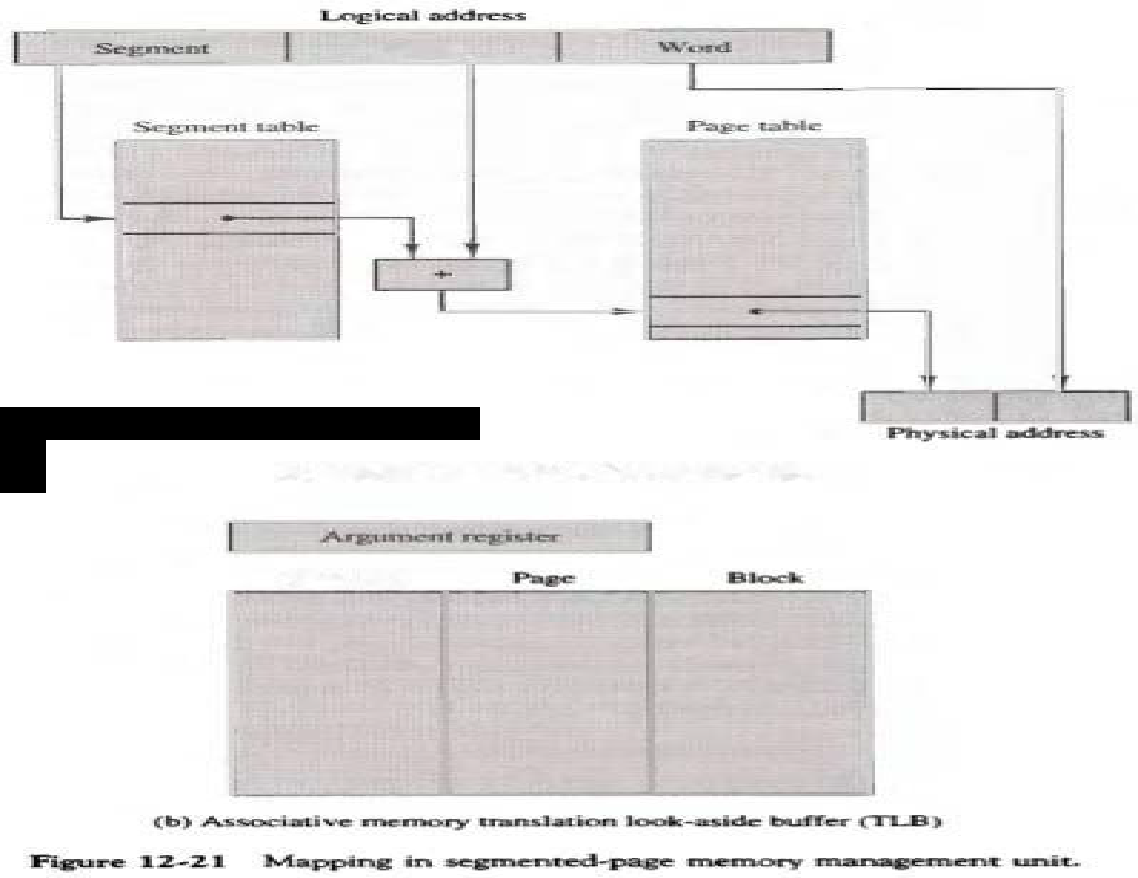 Logical address
Segment Word
Segment table Page table
+
Physical address
Argument register
Page Block
(b) Associative memory translation look-aside buffer (TLB)
Figure 12-21 Mapping in segmented-page memory management unit.